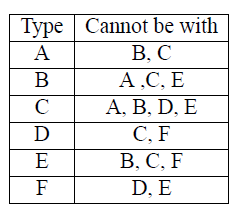 Type Cannot be with
A B, C
B A ,C, E
C A, B, D, E
D C, F
E B, C, F
F D, E